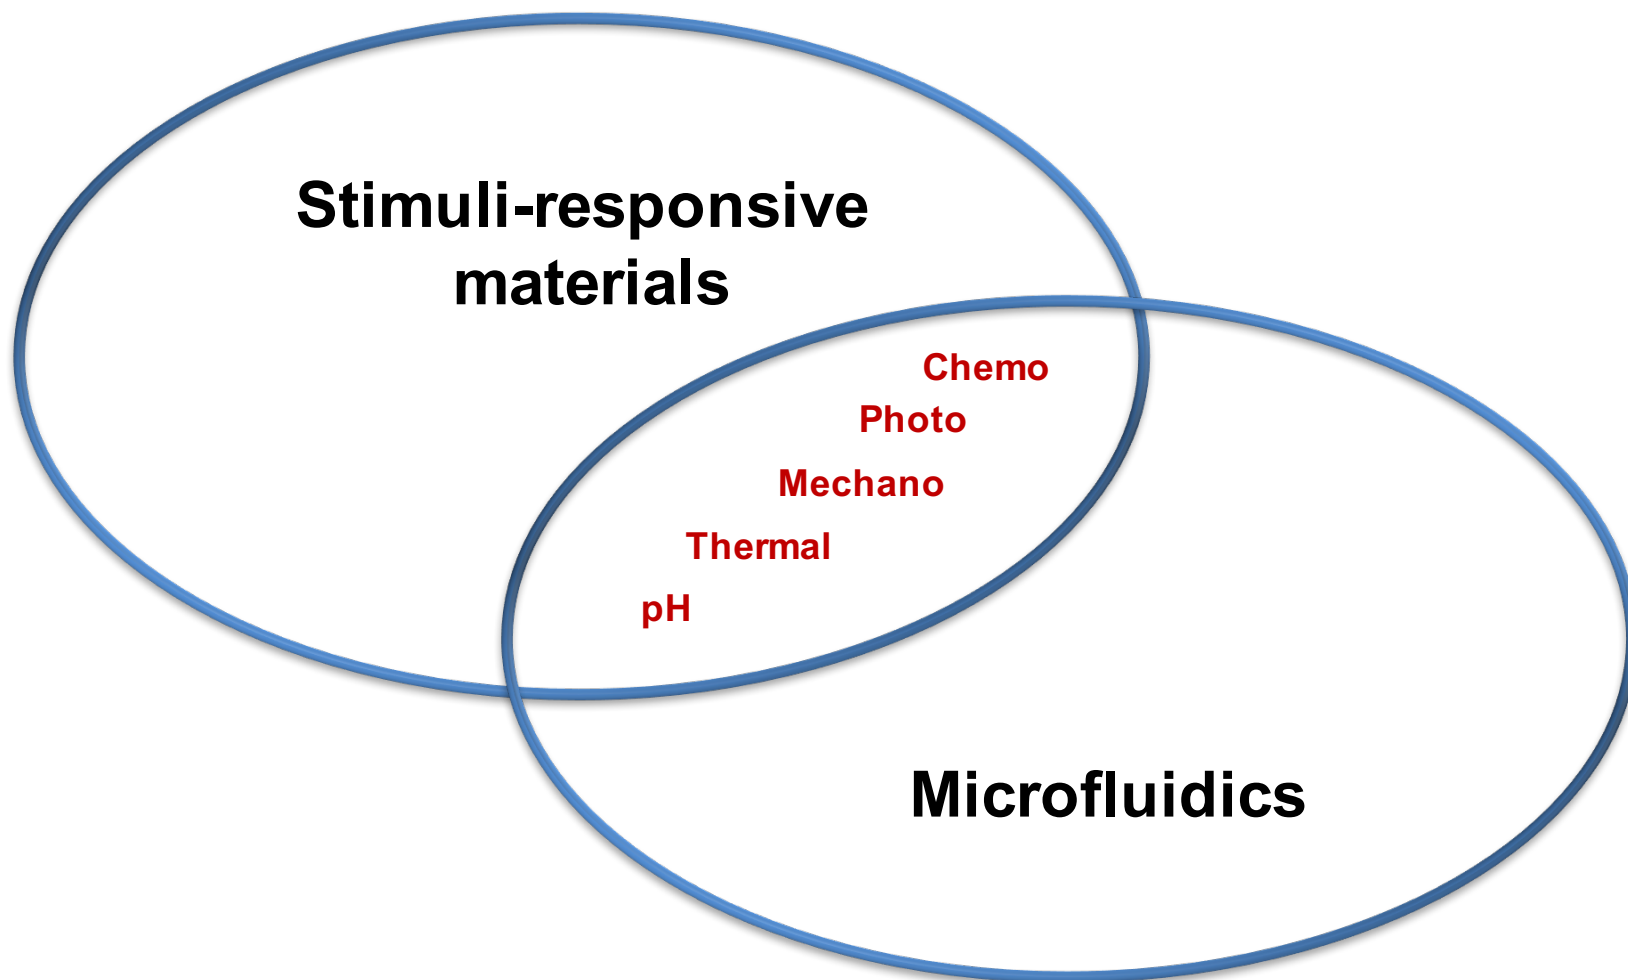 Stimuli-responsive
materials
Chemo
Photo
Mechano
Thermal
pH
Microfluidics